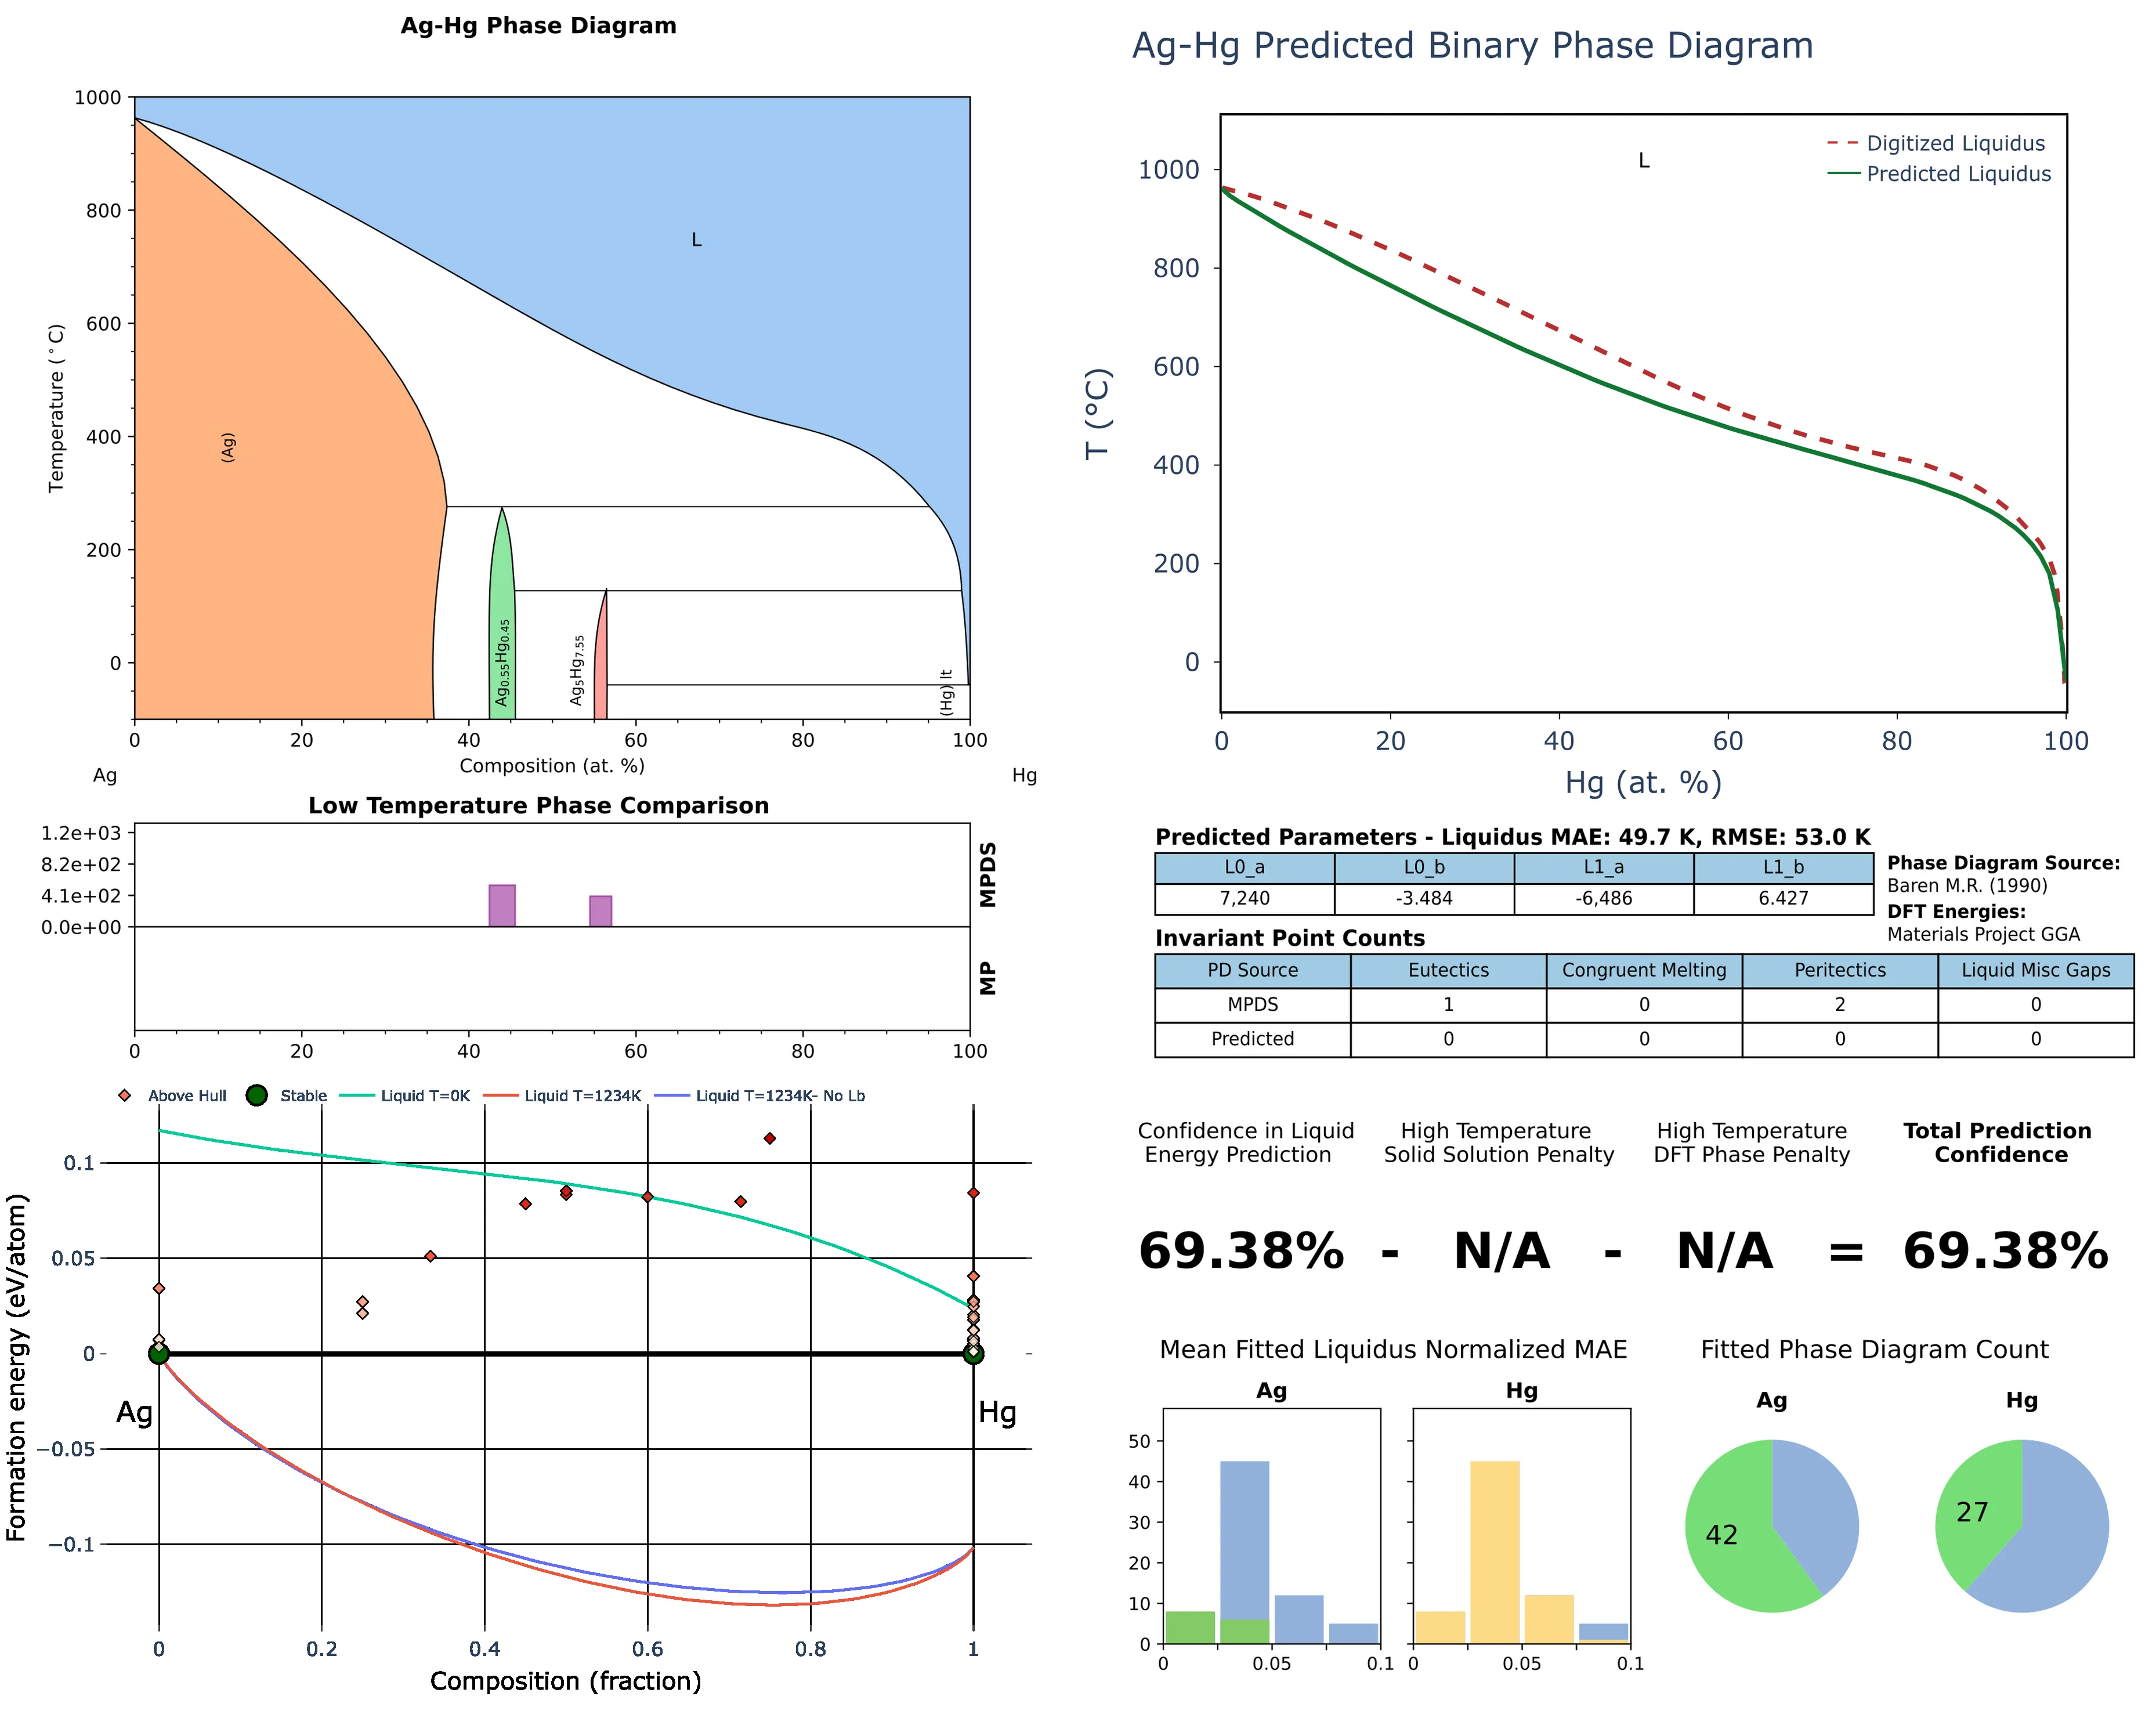 Ag-Hg Phase Diagram
1000
800
600
400
200
0
Temperature (°C)
L
(Ag)
Ag0.55Hg0.45
Ag5Hg7.55
(Hg) lt
0 20 40 60 80 100
Composition (at. %)
Ag Hg
Low Temperature Phase Comparison
1.2e+03
8.2e+02
4.1e+02
0.0e+00
MPDS
MP
0 20 40 60 80 100
Above Hull Stable Liquid T=0K Liquid T=1234K Liquid T=1234K- No Lb
0.1
0.05
0
−0.05
−0.1
Formation energy (eV/atom)
Ag Hg
0 0.2 0.4 0.6 0.8 1
Composition (fraction)
Ag-Hg Predicted Binary Phase Diagram
L
Digitized Liquidus
Predicted Liquidus
1000
800
600
400
200
0
T (°C)
0 20 40 60 80 100
Hg (at. %)
Predicted Parameters - Liquidus MAE: 49.7 K, RMSE: 53.0 K
L0_a L0_b L1_a L1_b
7,240 -3.484 -6,486 6.427
Phase Diagram Source:
Baren M.R. (1990)
DFT Energies:
Materials Project GGA
Invariant Point Counts
PD Source Eutectics Congruent Melting Peritectics Liquid Misc Gaps
MPDS 1 0 2 0
Predicted 0 0 0 0
Confidence in Liquid
Energy Prediction
High Temperature
Solid Solution Penalty
High Temperature
DFT Phase Penalty
Total Prediction
Confidence
69.38% - N/A - N/A = 69.38%
Mean Fitted Liquidus Normalized MAE
Ag Hg
50
40
30
20
10
0
0 0.05 0.1 0 0.05 0.1
Fitted Phase Diagram Count
Ag Hg
42 27